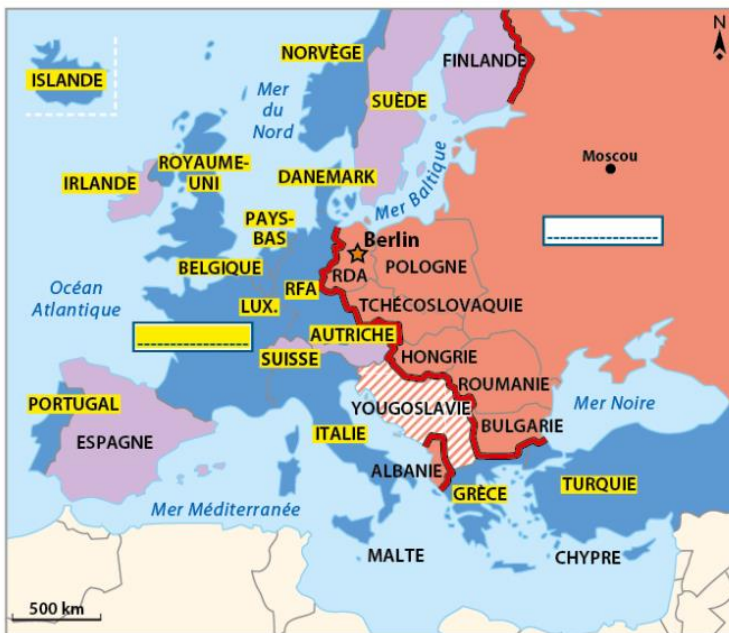 N
NORVÈGE
FINLANDE
ISLANDE
Mer
du
Nord
SUÈDE
Moscou
ROYAUME-
UNI
IRLANDE
DANEMARK
Mer Baltique
PAYS-
BAS
Berlin
BELGIQUE
RDA
POLOGNE
Océan
Atlantique
RFA
LUX.
TCHÉCOSLOVAQUIE
AUTRICHE
SUISSE
HONGRIE
ROUMANIE
PORTUGAL
YOUGOSLAVIE
Mer Noire
ESPAGNE
ITALIE
BULGARIE
ALBANIE
GRÈCE
TURQUIE
Mer Méditerranée
MALTE
CHYPRE
500 km